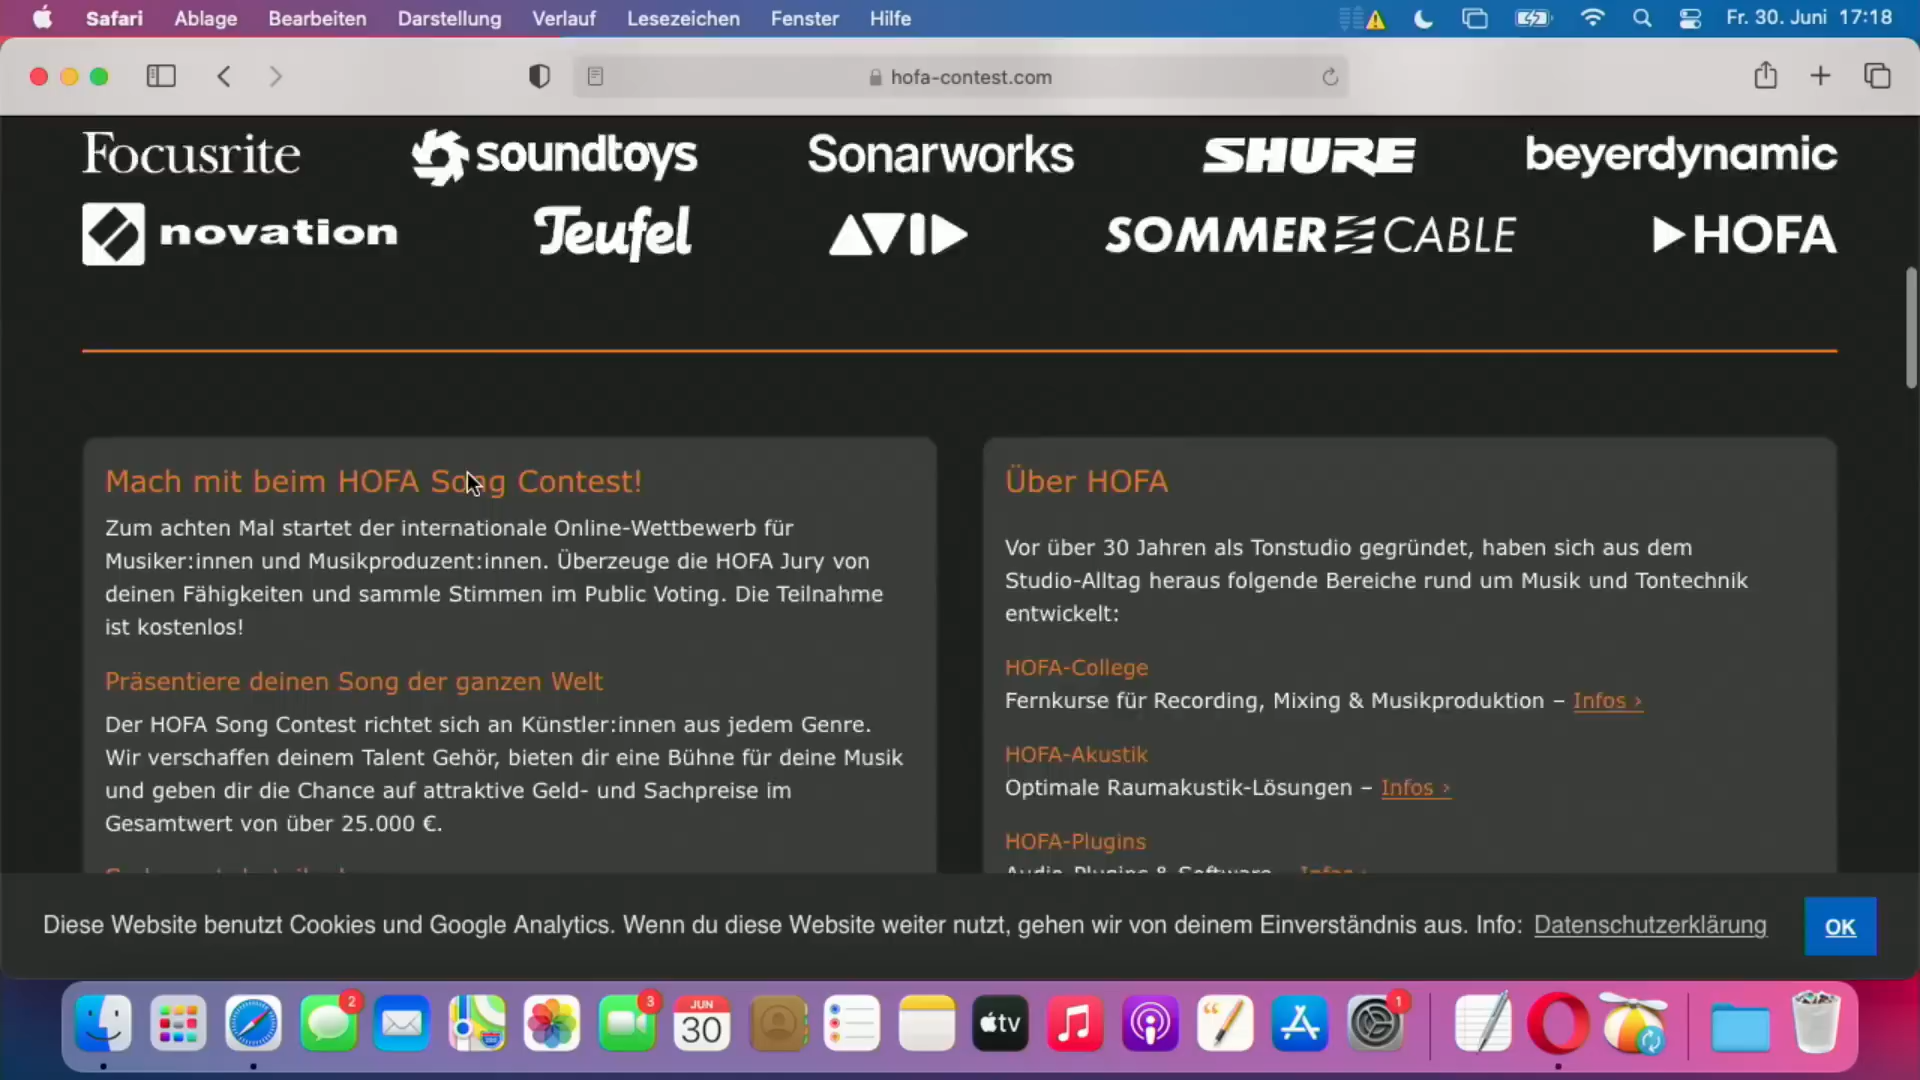 Safari Ablage Bearbeiten Darstellung Verlauf Lesezeichen Fenster Hilfe Fr. 30. Juni 17:18
hofa-contest.com
Focusrite soundtoys Sonarworks SHURE beyerdynamic
novation Teufel AVID SOMMER CABLE HOFA
Mach mit beim HOFA Song Contest!
Zum achten Mal startet der internationale Online-Wettbewerb für
Musiker:innen und Musikproduzent:innen. Überzeuge die HOFA Jury von
deinen Fähigkeiten und sammle Stimmen im Public Voting. Die Teilnahme
ist kostenlos!
Präsentiere deinen Song der ganzen Welt
Der HOFA Song Contest richtet sich an Künstler:innen aus jedem Genre.
Wir verschaffen deinem Talent Gehör, bieten dir eine Bühne für deine Musik
und geben dir die Chance auf attraktive Geld- und Sachpreise im
Gesamtwert von über 25.000 €.
Über HOFA
Vor über 30 Jahren als Tonstudio gegründet, haben sich aus dem
Studio-Alltag heraus folgende Bereiche rund um Musik und Tontechnik
entwickelt:
HOFA-College
Fernkurse für Recording, Mixing & Musikproduktion – Infos ›
HOFA-Akustik
Optimale Raumakustik-Lösungen – Infos ›
HOFA-Plugins
Audio-Plugins & Software – Infos ›
Diese Website benutzt Cookies und Google Analytics. Wenn du diese Website weiter nutzt, gehen wir von deinem Einverständnis aus. Info: Datenschutzerklärung OK
2 3 JUN 1
30 tv